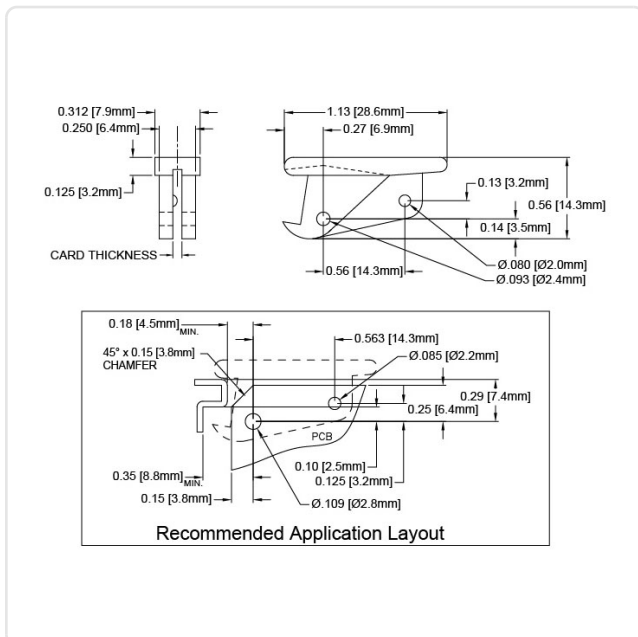 0.312 [7.9mm]
0.250 [6.4mm]
0.125 [3.2mm]
CARD THICKNESS
1.13 [28.6mm]
0.27 [6.9mm]
0.13 [3.2mm]
0.56 [14.3mm]
0.14 [3.5mm]
0.56 [14.3mm]
Ø.080 [Ø2.0mm]
Ø.093 [Ø2.4mm]
0.18 [4.5mm] MIN.
45° x 0.15 [3.8mm]
CHAMFER
0.563 [14.3mm]
Ø.085 [Ø2.2mm]
0.29 [7.4mm]
0.25 [6.4mm]
PCB
0.10 [2.5mm]
0.125 [3.2mm]
0.35 [8.8mm] MIN.
0.15 [3.8mm]
Ø.109 [Ø2.8mm]
Recommended Application Layout